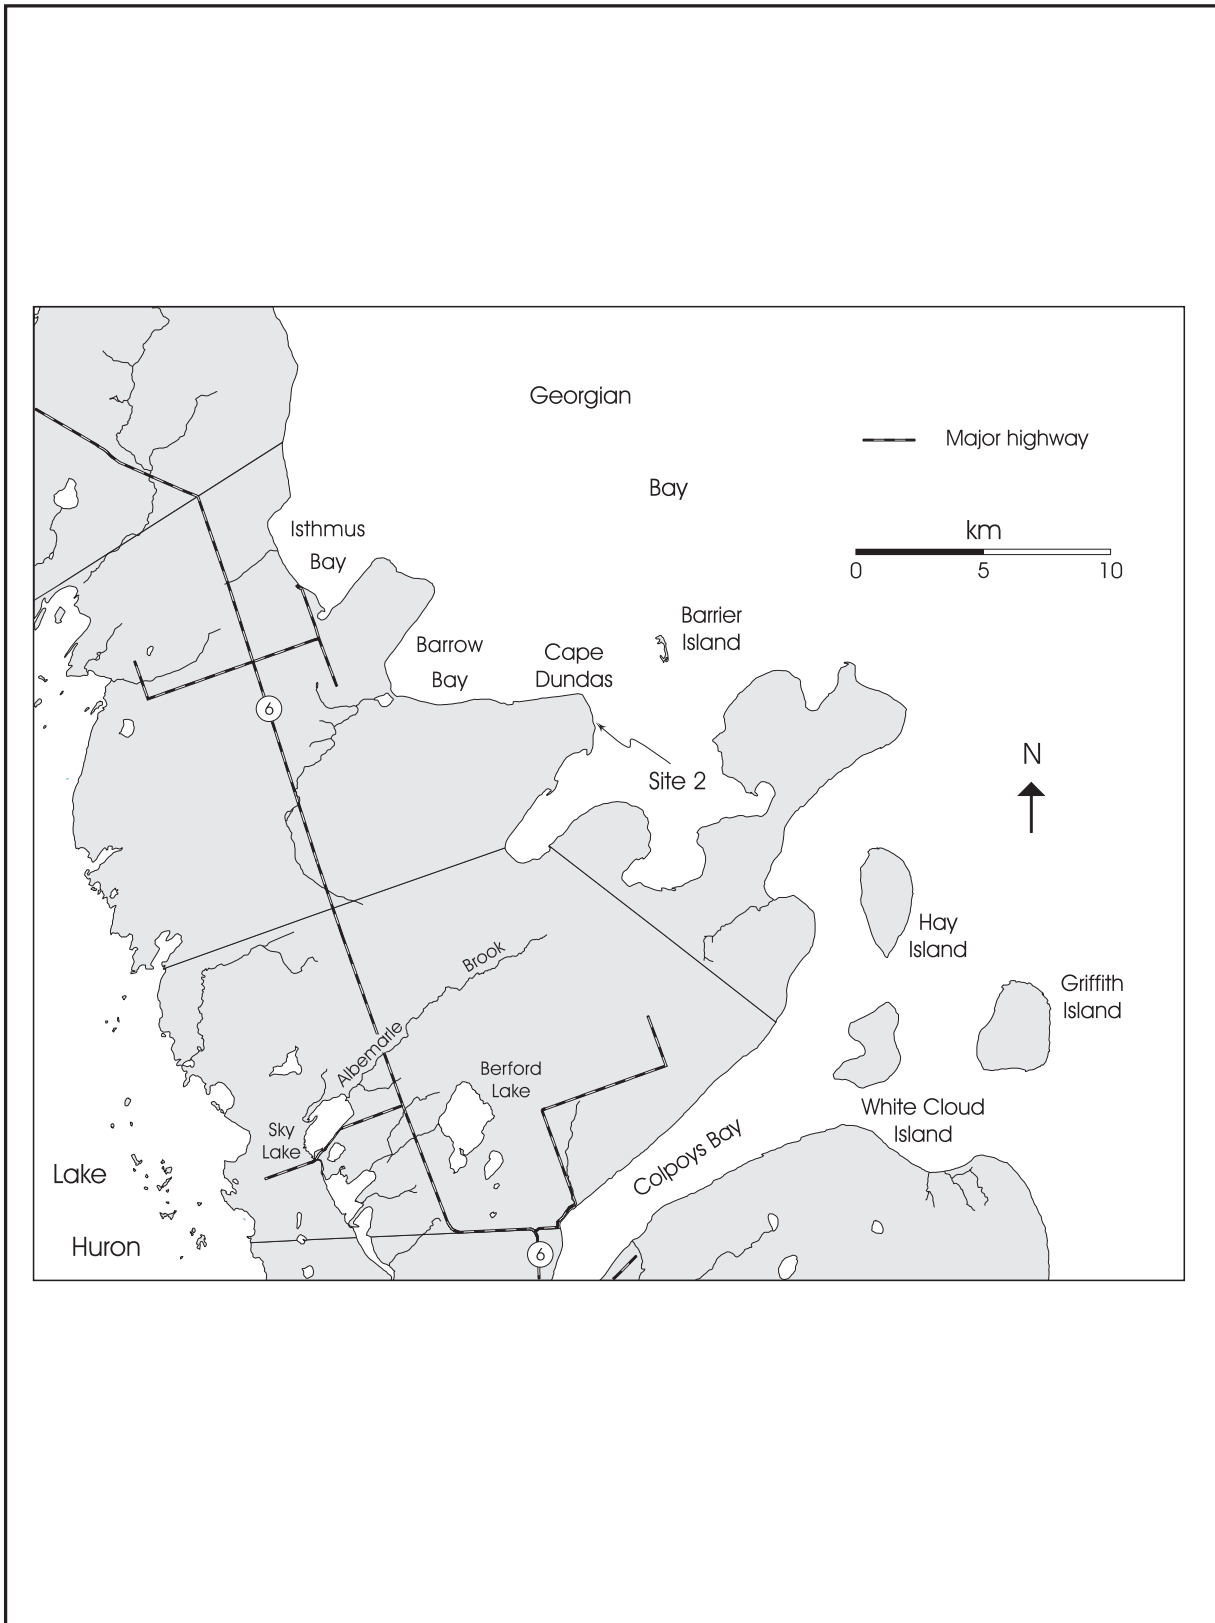 Georgian
Major highway
Bay
km
0 5 10
Isthmus
Bay
Barrier
Island
Barrow
Bay
Cape
Dundas
6
Site 2
N
Hay
Island
Brook
Albemarle
Griffith
Island
Berford
Lake
White Cloud
Island
Sky
Lake
Colpoys Bay
Lake
Huron
6